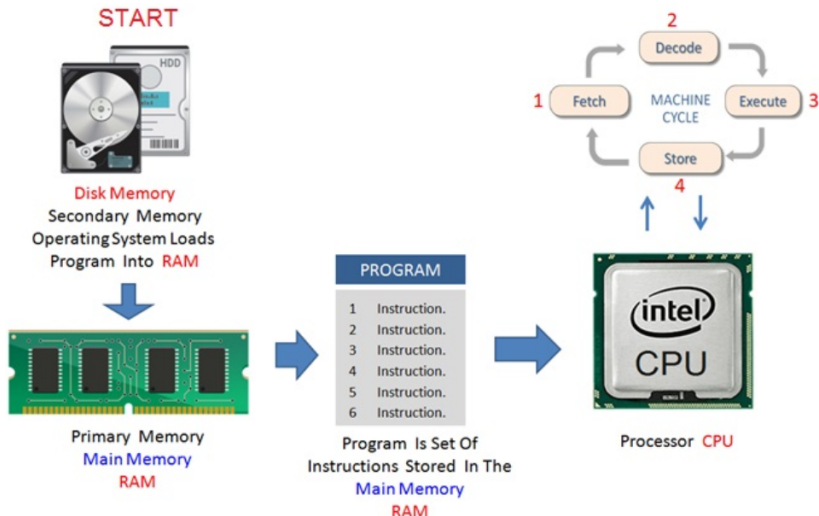 START
HDD
Disk Memory
Secondary Memory
Operating System Loads
Program Into RAM
Primary Memory
Main Memory
RAM
PROGRAM
1 Instruction.
2 Instruction.
3 Instruction.
4 Instruction.
5 Instruction.
6 Instruction.
Program Is Set Of
Instructions Stored In The
Main Memory
RAM
2
Decode
1 Fetch
MACHINE
CYCLE
Execute 3
Store
4
intel
CPU
Processor CPU